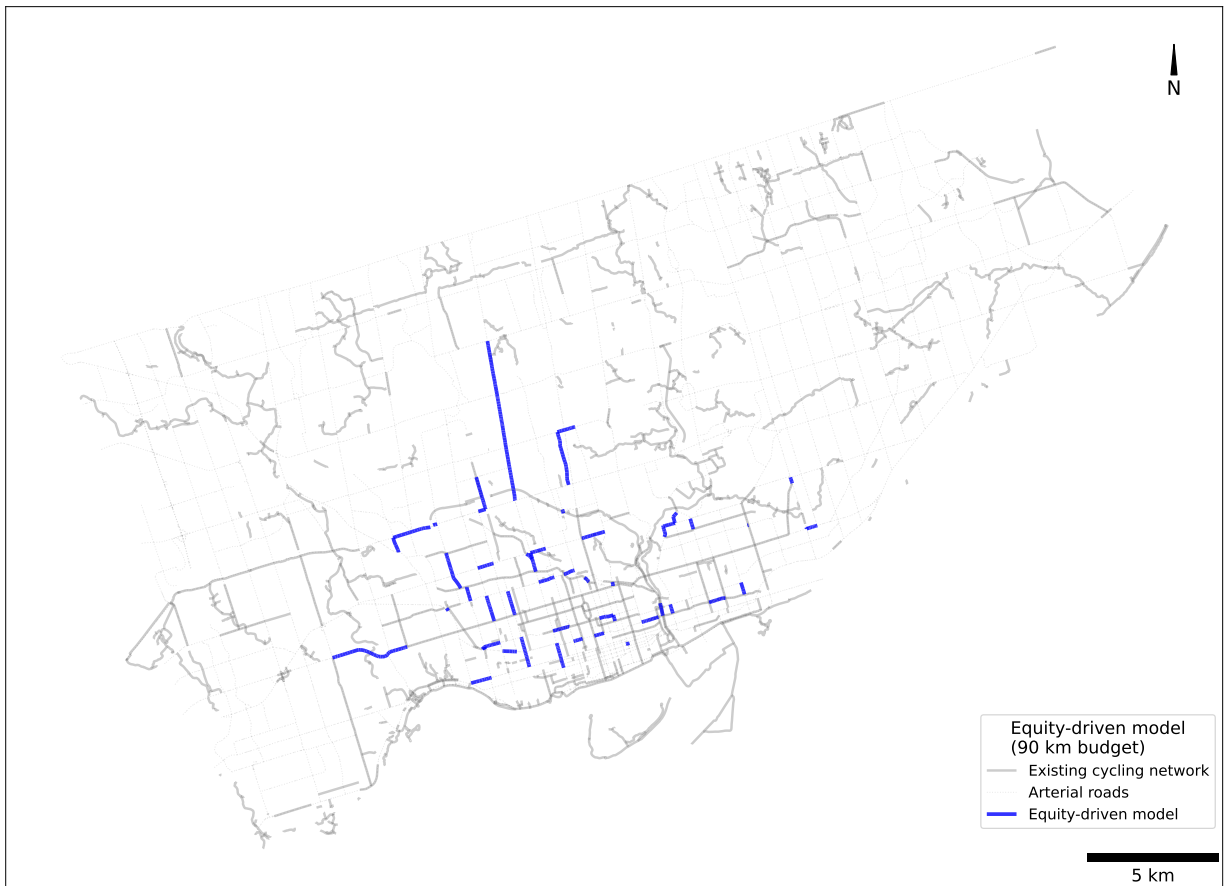 N
Equity-driven model
(90 km budget)
Existing cycling network
Arterial roads
Equity-driven model
5 km